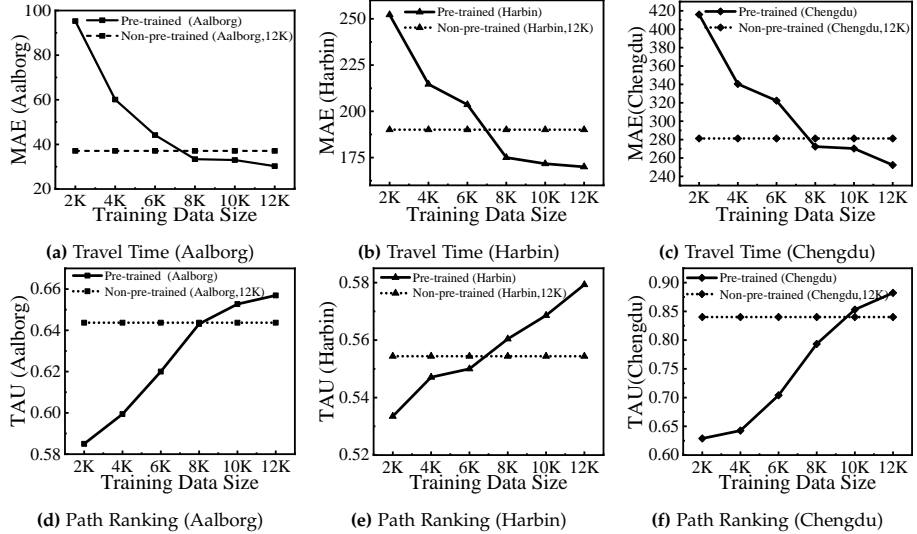 Pre-trained (Aalborg)
Non-pre-trained (Aalborg,12K)
MAE (Aalborg)
100
80
60
40
20
2K 4K 6K 8K 10K 12K
Training Data Size
(a) Travel Time (Aalborg)
Pre-trained (Harbin)
Non-pre-trained (Harbin,12K)
MAE (Harbin)
250
225
200
175
2K 4K 6K 8K 10K 12K
Training Data Size
(b) Travel Time (Harbin)
Pre-trained (Chengdu)
Non-pre-trained (Chengdu,12K)
MAE(Chengdu)
420
400
380
360
340
320
300
280
260
240
2K 4K 6K 8K 10K 12K
Training Data Size
(c) Travel Time (Chengdu)
Pre-trained (Aalborg)
Non-pre-trained (Aalborg,12K)
TAU (Aalborg)
0.66
0.64
0.62
0.60
0.58
2K 4K 6K 8K 10K 12K
Training Data Size
(d) Path Ranking (Aalborg)
Pre-trained (Harbin)
Non-pre-trained (Harbin,12K)
TAU (Harbin)
0.58
0.56
0.54
0.52
2K 4K 6K 8K 10K 12K
Training Data Size
(e) Path Ranking (Harbin)
Pre-trained (Chengdu)
Non-pre-trained (Chengdu,12K)
TAU(Chengdu)
0.90
0.85
0.80
0.75
0.70
0.65
0.60
2K 4K 6K 8K 10K 12K
Training Data Size
(f) Path Ranking (Chengdu)